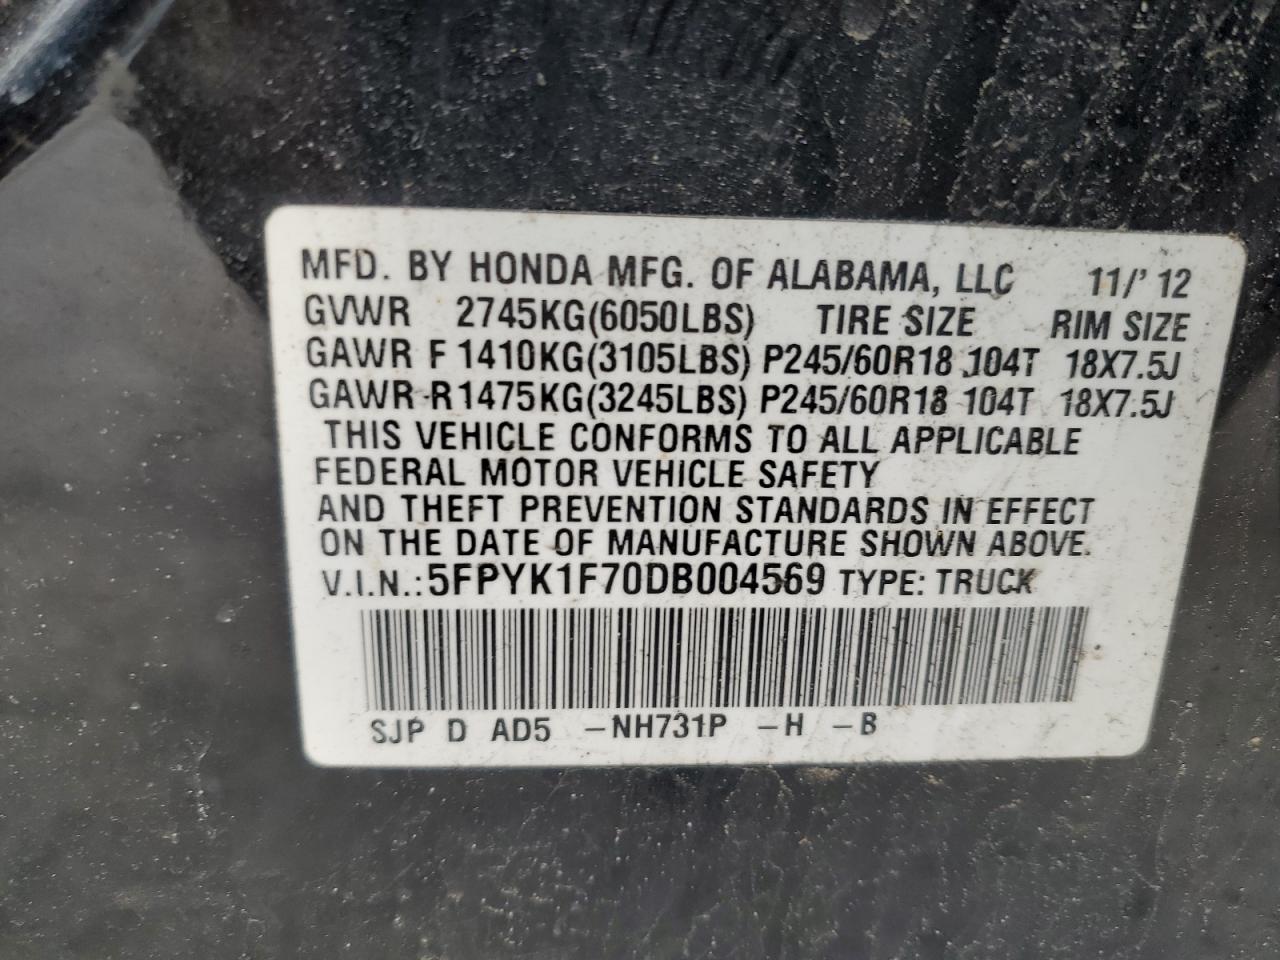 MFD. BY HONDA MFG. OF ALABAMA, LLC 11/'12
GVWR 2745KG(6050LBS) TIRE SIZE RIM SIZE
GAWR F 1410KG(3105LBS) P245/60R18 104T 18X7.5J
GAWR R 1475KG(3245LBS) P245/60R18 104T 18X7.5J
THIS VEHICLE CONFORMS TO ALL APPLICABLE
FEDERAL MOTOR VEHICLE SAFETY
AND THEFT PREVENTION STANDARDS IN EFFECT
ON THE DATE OF MANUFACTURE SHOWN ABOVE.
V.I.N.: 5FPYK1F70DB004569 TYPE: TRUCK
SJP D AD5 -NH731P -H -B